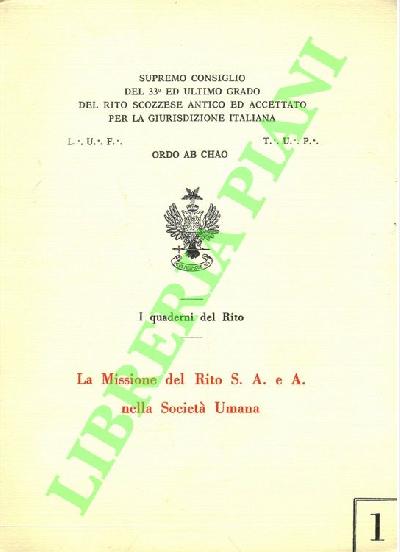 SUPREMO CONSIGLIO
DEL 33º ED ULTIMO GRADO
DEL RITO SCOZZESE ANTICO ED ACCETTATO
PER LA GIURISDIZIONE ITALIANA
L.·. U.·. F.·. T.·. U.·. P.·.
ORDO AB CHAO
I quaderni del Rito
La Missione del Rito S. A. e A.
nella Società Umana
1
LIBRERIA PIANI